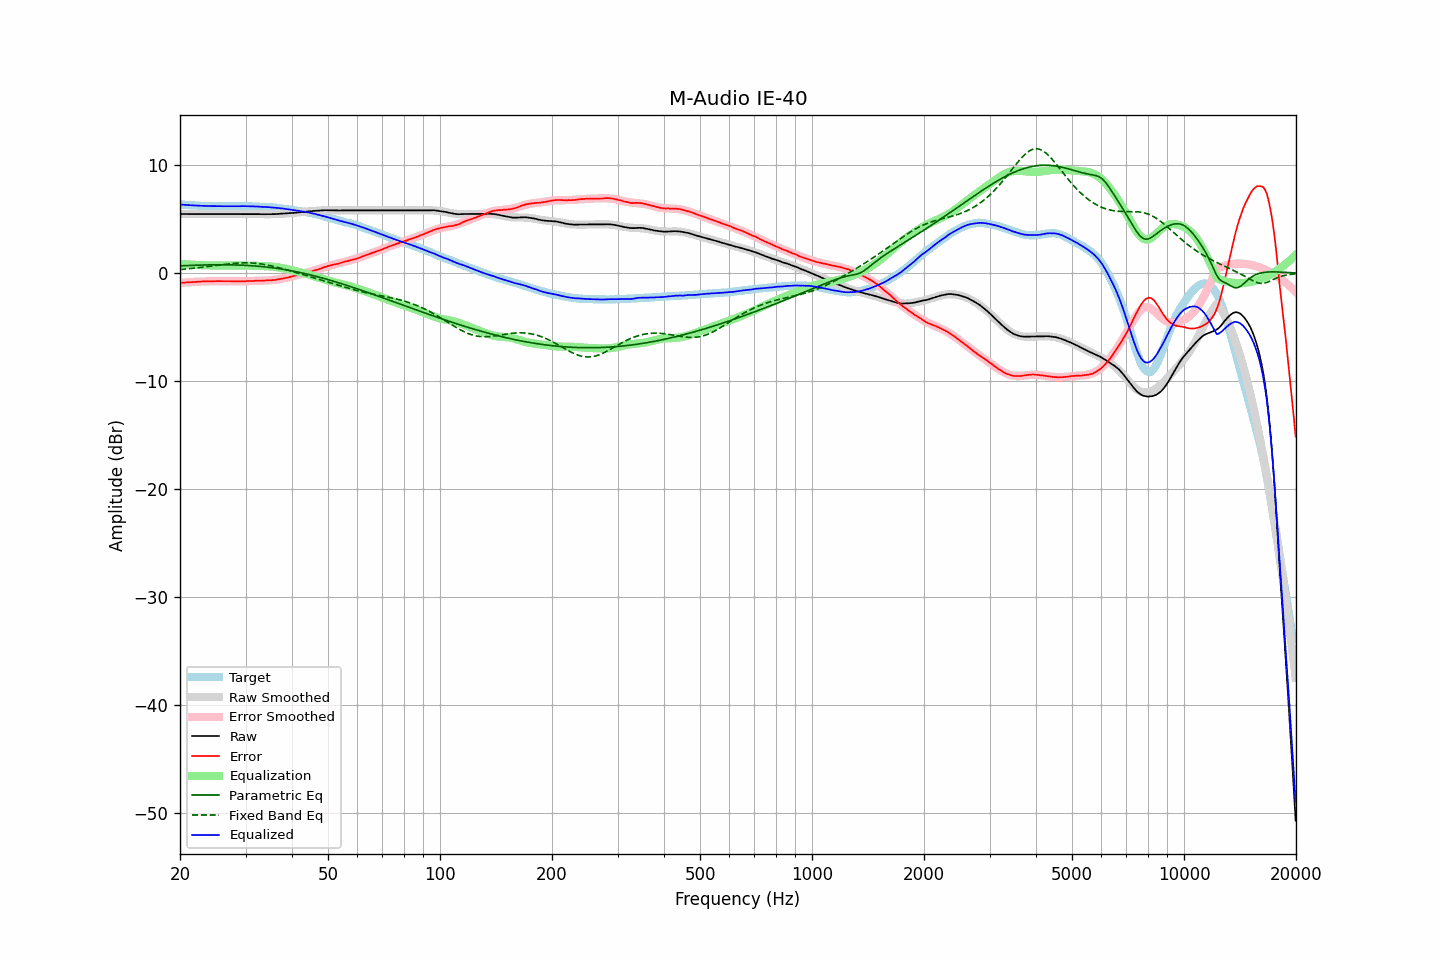 M-Audio IE-40
Amplitude (dBr)
10
0
−10
−20
−30
−40
−50
Target
Raw Smoothed
Error Smoothed
Raw
Error
Equalization
Parametric Eq
Fixed Band Eq
Equalized
20 50 100 200 500 1000 2000 5000 10000 20000
Frequency (Hz)